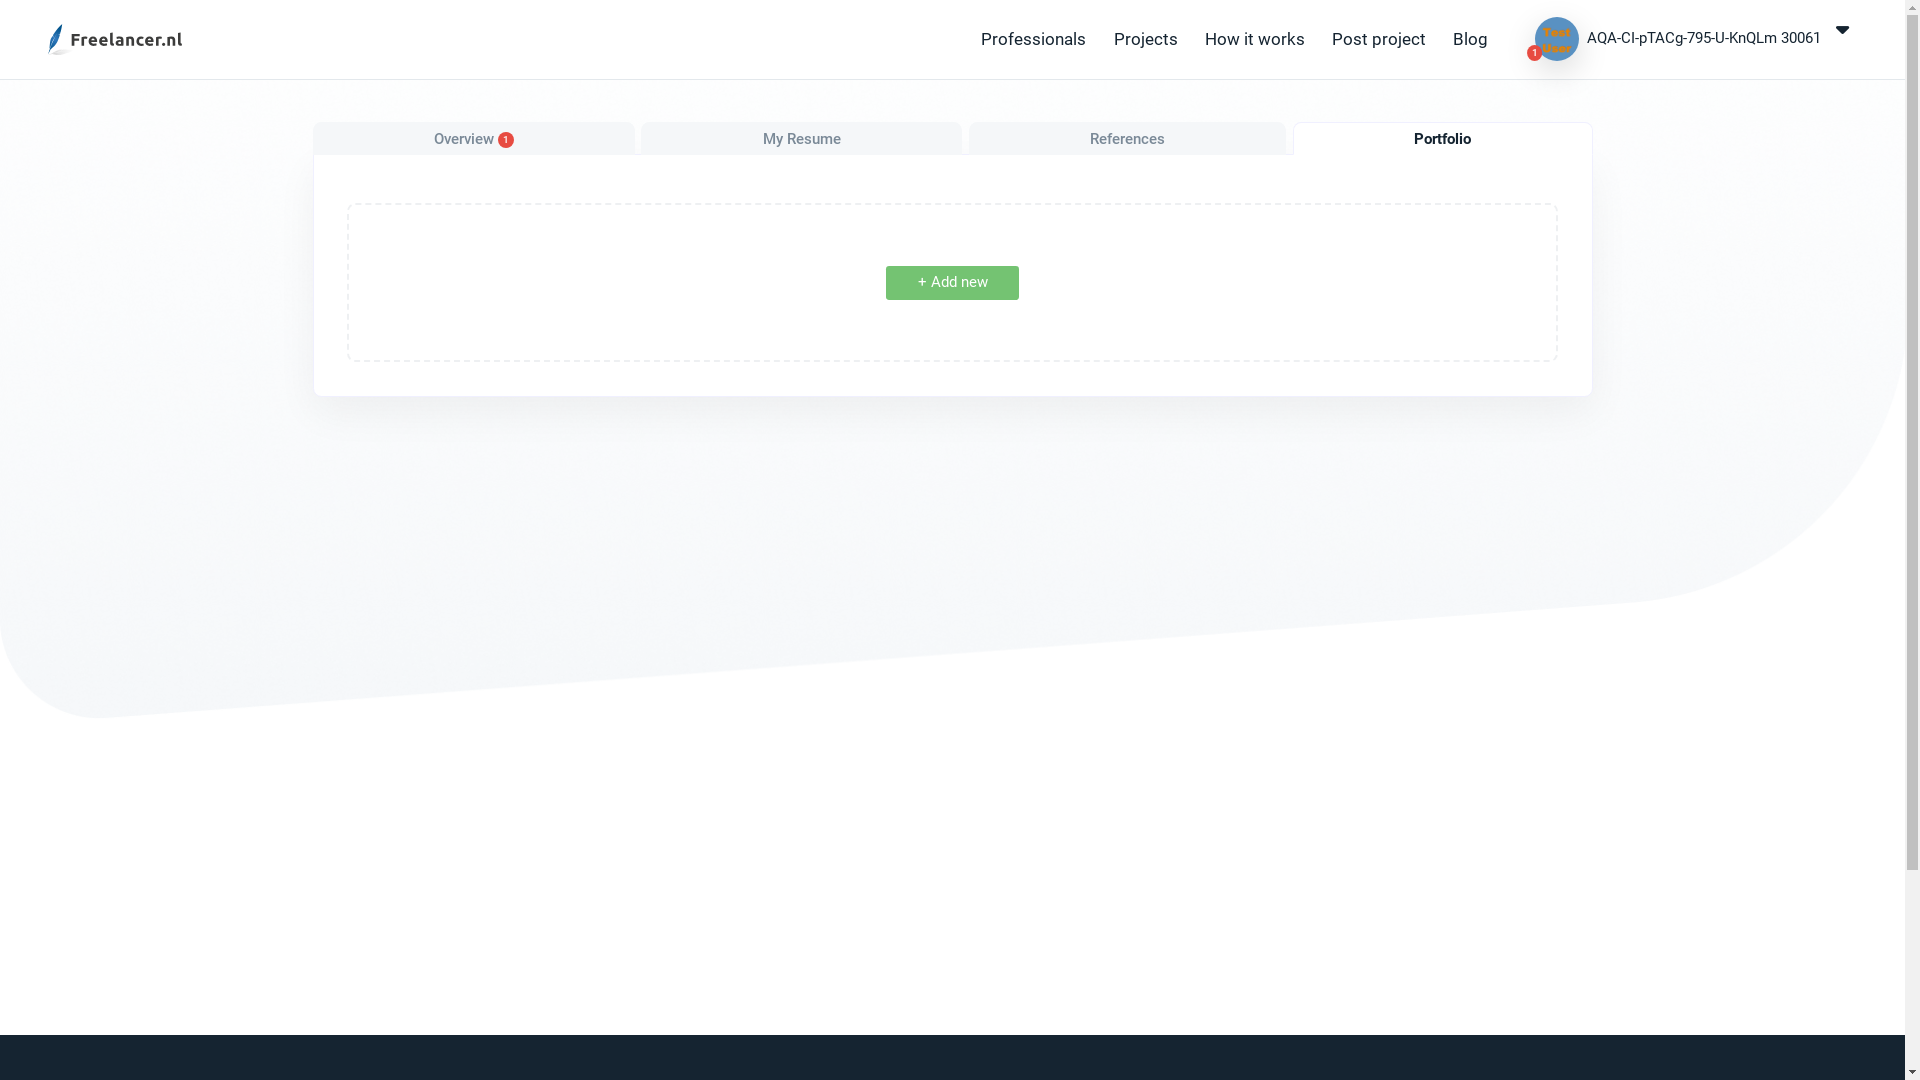 Freelancer.nl
Professionals
Projects
How it works
Post project
Blog
Test
User
1
AQA-CI-pTACg-795-U-KnQLm 30061
Overview 1
My Resume
References
Portfolio
+ Add new